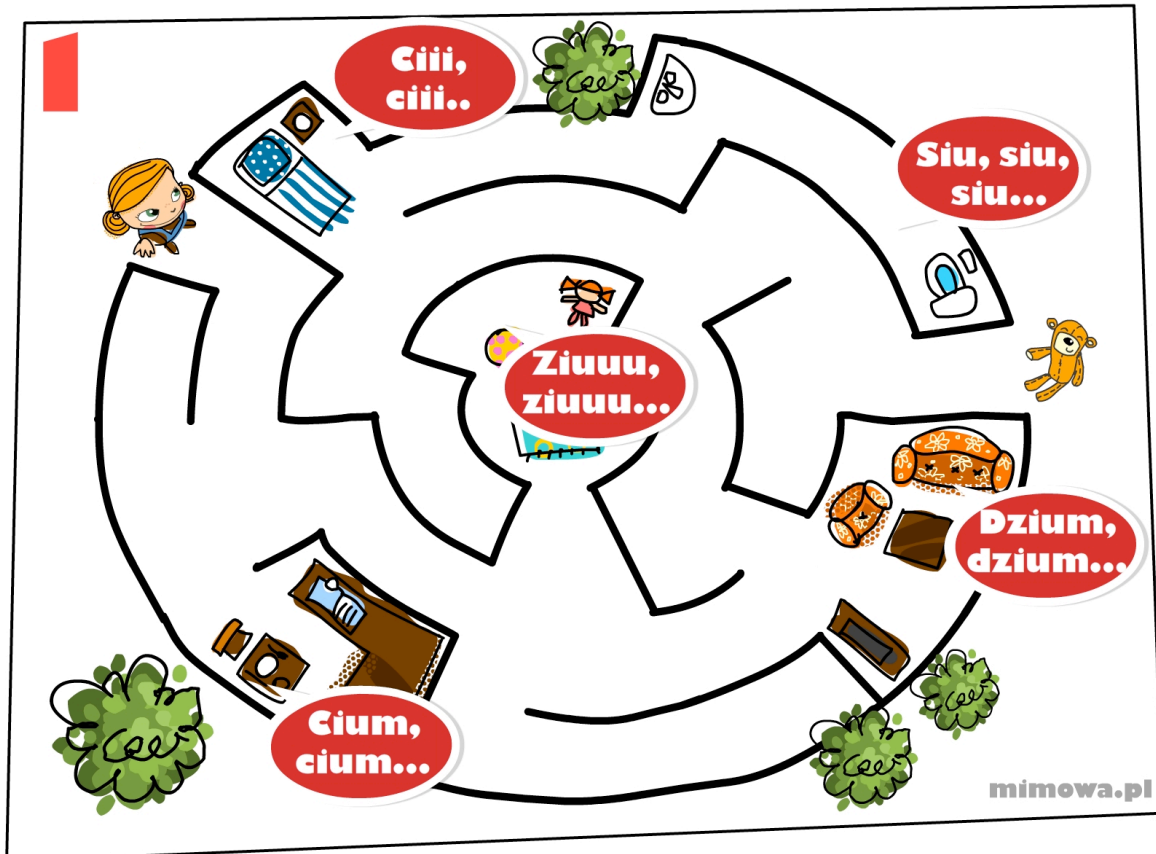 Ciii,
ciii..
Siu, siu,
siu...
Ziuuu,
ziuuu...
Dzium,
dzium...
Cium,
cium...
mimowa.pl